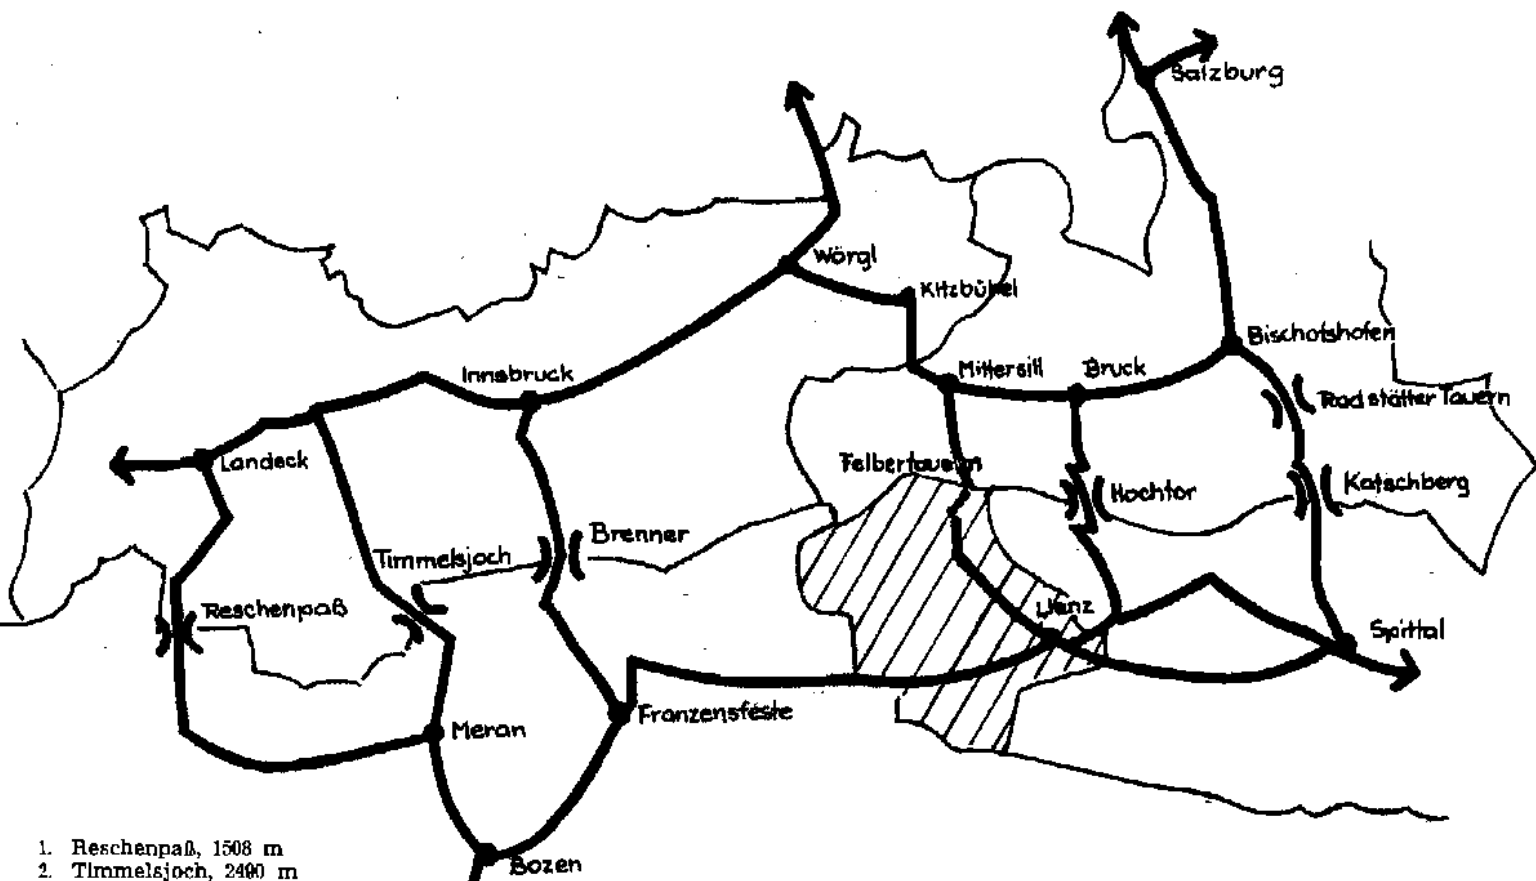 Salzburg
Wörgl
Kitzbühel
Bischofshofen
Innsbruck
Mittersill
Bruck
Radstätter Tauern
Landeck
Felbertauern
Hochtor
Katschberg
Brenner
Timmelsjoch
Reschenpaß
Lienz
Spittal
Franzensfeste
Meran
Bozen
1. Reschenpaß, 1508 m
2. Timmelsjoch, 2490 m